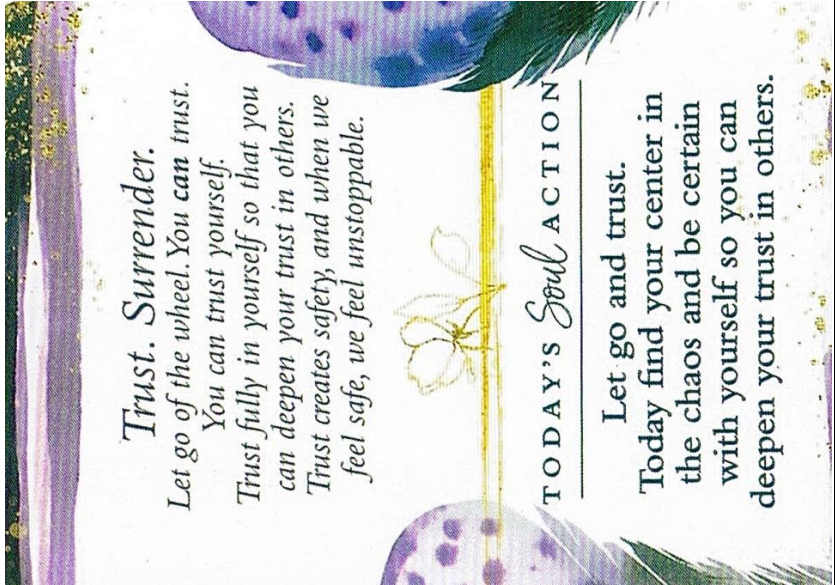 Trust. Surrender.
Let go of the wheel. You can trust.
You can trust yourself.
Trust fully in yourself so that you
can deepen your trust in others.
Trust creates safety, and when we
feel safe, we feel unstoppable.
TODAY'S Soul ACTION
Let go and trust.
Today find your center in
the chaos and be certain
with yourself so you can
deepen your trust in others.